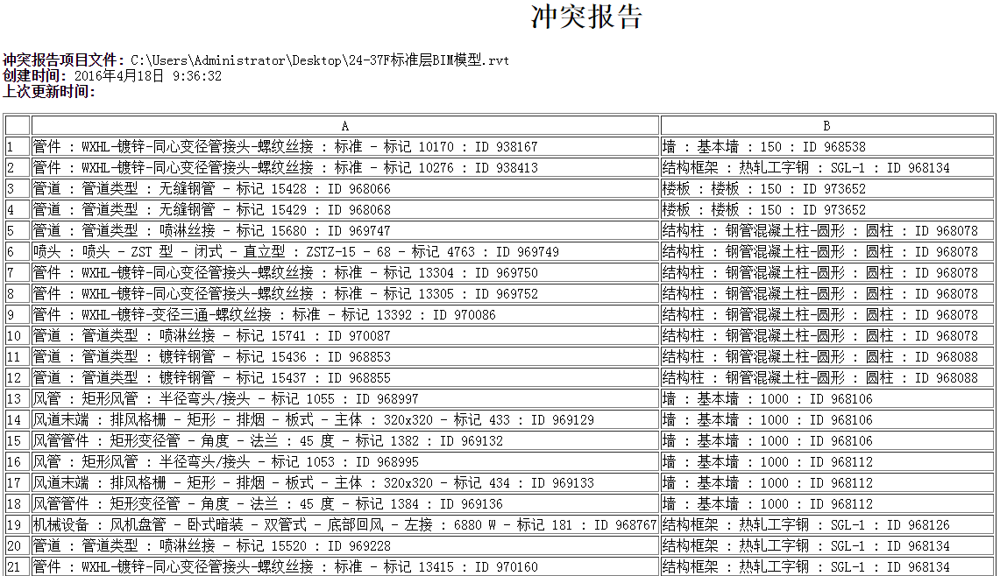 冲突报告
冲突报告项目文件: C:\Users\Administrator\Desktop\24-37F标准层BIM模型.rvt
创建时间: 2016年4月18日 9:36:32
上次更新时间:
A B
1 管件 : WXHL-镀锌-同心变径管接头-螺纹丝接 : 标准 - 标记 10170 : ID 938167 墙 : 基本墙 : 150 : ID 968538
2 管件 : WXHL-镀锌-同心变径管接头-螺纹丝接 : 标准 - 标记 10276 : ID 938413 结构框架 : 热轧工字钢 : SGL-1 : ID 968134
3 管道 : 管道类型 : 无缝钢管 - 标记 15428 : ID 968066 楼板 : 楼板 : 150 : ID 973652
4 管道 : 管道类型 : 无缝钢管 - 标记 15429 : ID 968068 楼板 : 楼板 : 150 : ID 973652
5 管道 : 管道类型 : 喷淋丝接 - 标记 15680 : ID 969747 结构柱 : 钢管混凝土柱-圆形 : 圆柱 : ID 968078
6 喷头 : 喷头 - ZST 型 - 闭式 - 直立型 : ZSTZ-15 - 68 - 标记 4763 : ID 969749 结构柱 : 钢管混凝土柱-圆形 : 圆柱 : ID 968078
7 管件 : WXHL-镀锌-同心变径管接头-螺纹丝接 : 标准 - 标记 13304 : ID 969750 结构柱 : 钢管混凝土柱-圆形 : 圆柱 : ID 968078
8 管件 : WXHL-镀锌-同心变径管接头-螺纹丝接 : 标准 - 标记 13305 : ID 969752 结构柱 : 钢管混凝土柱-圆形 : 圆柱 : ID 968078
9 管件 : WXHL-镀锌-变径三通-螺纹丝接 : 标准 - 标记 13392 : ID 970086 结构柱 : 钢管混凝土柱-圆形 : 圆柱 : ID 968078
10 管道 : 管道类型 : 喷淋丝接 - 标记 15741 : ID 970087 结构柱 : 钢管混凝土柱-圆形 : 圆柱 : ID 968078
11 管道 : 管道类型 : 镀锌钢管 - 标记 15436 : ID 968853 结构柱 : 钢管混凝土柱-圆形 : 圆柱 : ID 968088
12 管道 : 管道类型 : 镀锌钢管 - 标记 15437 : ID 968855 结构柱 : 钢管混凝土柱-圆形 : 圆柱 : ID 968088
13 风管 : 矩形风管 : 半径弯头/接头 - 标记 1055 : ID 968997 墙 : 基本墙 : 1000 : ID 968106
14 风道末端 : 排风格栅 - 矩形 - 排烟 - 板式 - 主体 : 320x320 - 标记 433 : ID 969129 墙 : 基本墙 : 1000 : ID 968106
15 风管管件 : 矩形变径管 - 角度 - 法兰 : 45 度 - 标记 1382 : ID 969132 墙 : 基本墙 : 1000 : ID 968106
16 风管 : 矩形风管 : 半径弯头/接头 - 标记 1053 : ID 968995 墙 : 基本墙 : 1000 : ID 968112
17 风道末端 : 排风格栅 - 矩形 - 排烟 - 板式 - 主体 : 320x320 - 标记 434 : ID 969133 墙 : 基本墙 : 1000 : ID 968112
18 风管管件 : 矩形变径管 - 角度 - 法兰 : 45 度 - 标记 1384 : ID 969136 墙 : 基本墙 : 1000 : ID 968112
19 机械设备 : 风机盘管 - 卧式暗装 - 双管式 - 底部回风 - 左接 : 6880 W - 标记 181 : ID 968767 结构框架 : 热轧工字钢 : SGL-1 : ID 968126
20 管道 : 管道类型 : 喷淋丝接 - 标记 15520 : ID 969228 结构框架 : 热轧工字钢 : SGL-1 : ID 968134
21 管件 : WXHL-镀锌-同心变径管接头-螺纹丝接 : 标准 - 标记 13415 : ID 970160 结构框架 : 热轧工字钢 : SGL-1 : ID 968134